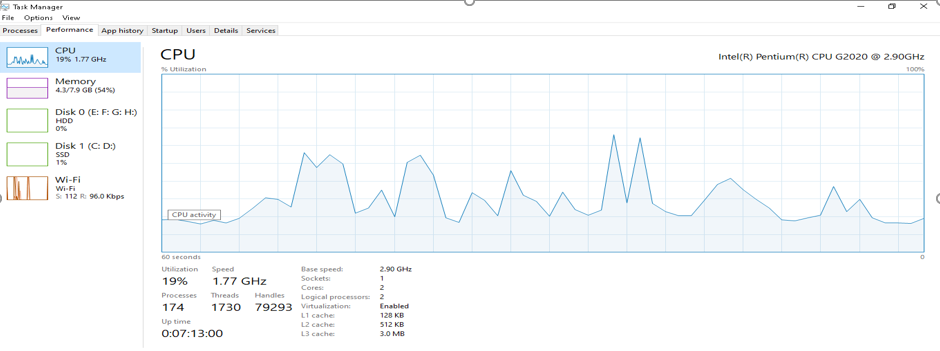 Task Manager
File Options View
Processes Performance App history Startup Users Details Services
CPU
19% 1.77 GHz
Memory
4.3/7.9 GB (54%)
Disk 0 (E: F: G: H:)
HDD
0%
Disk 1 (C: D:)
SSD
1%
Wi-Fi
Wi-Fi
S: 112 R: 96.0 Kbps
CPU
Intel(R) Pentium(R) CPU G2020 @ 2.90GHz
% Utilization 100%
CPU activity
60 seconds 0
Utilization Speed
19% 1.77 GHz
Processes Threads Handles
174 1730 79293
Up time
0:07:13:00
Base speed: 2.90 GHz
Sockets: 1
Cores: 2
Logical processors: 2
Virtualization: Enabled
L1 cache: 128 KB
L2 cache: 512 KB
L3 cache: 3.0 MB